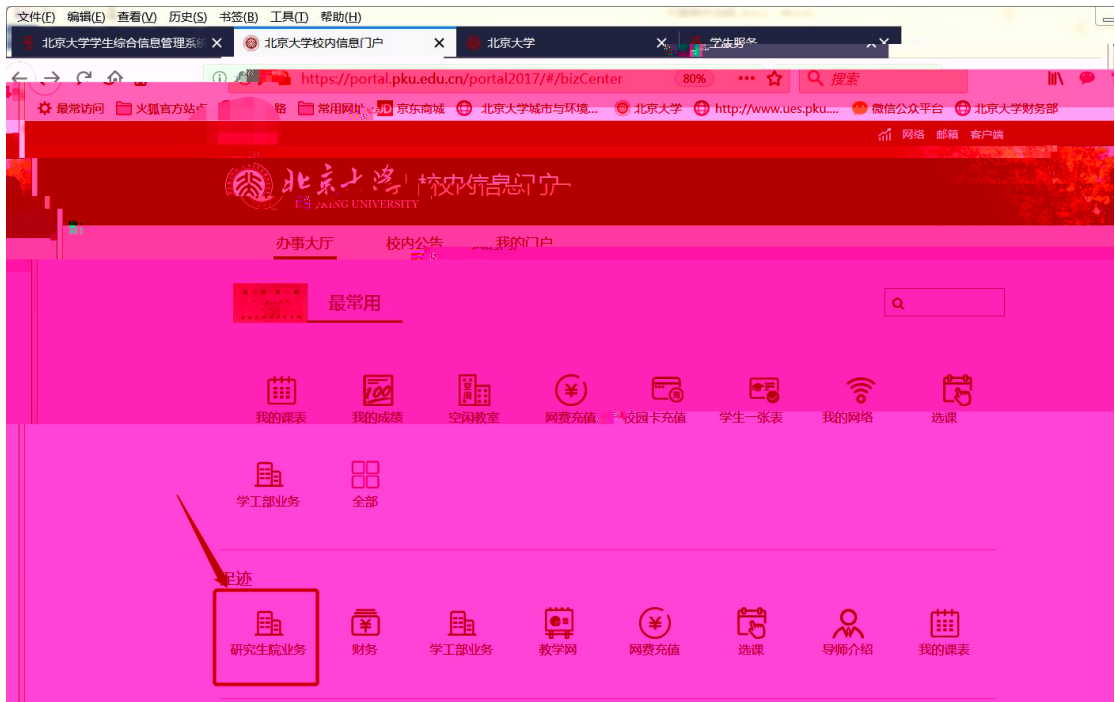 文件(F) 编辑(E) 查看(V) 历史(S) 书签(B) 工具(T) 帮助(H)
北京大学学生综合信息管理系统 北京大学校内信息门户 北京大学 学生服务
https://portal.pku.edu.cn/portal2017/#/bizCenter 80% 搜索
最常访问 火狐官方站点 常用网址 京东商城 北京大学城市与环境... 北京大学 http://www.ues.pku.... 微信公众平台 北京大学财务部
网络 邮箱 客户端
北京大学 校内信息门户
PEKING UNIVERSITY
办事大厅 校内公告 我的门户
最常用
我的课表 我的成绩 空闲教室 网费充值 校园卡充值 学生一张表 我的网络 选课
学工部业务 全部
足迹
研究生院业务 财务 学工部业务 教学网 网费充值 选课 导师介绍 我的课表